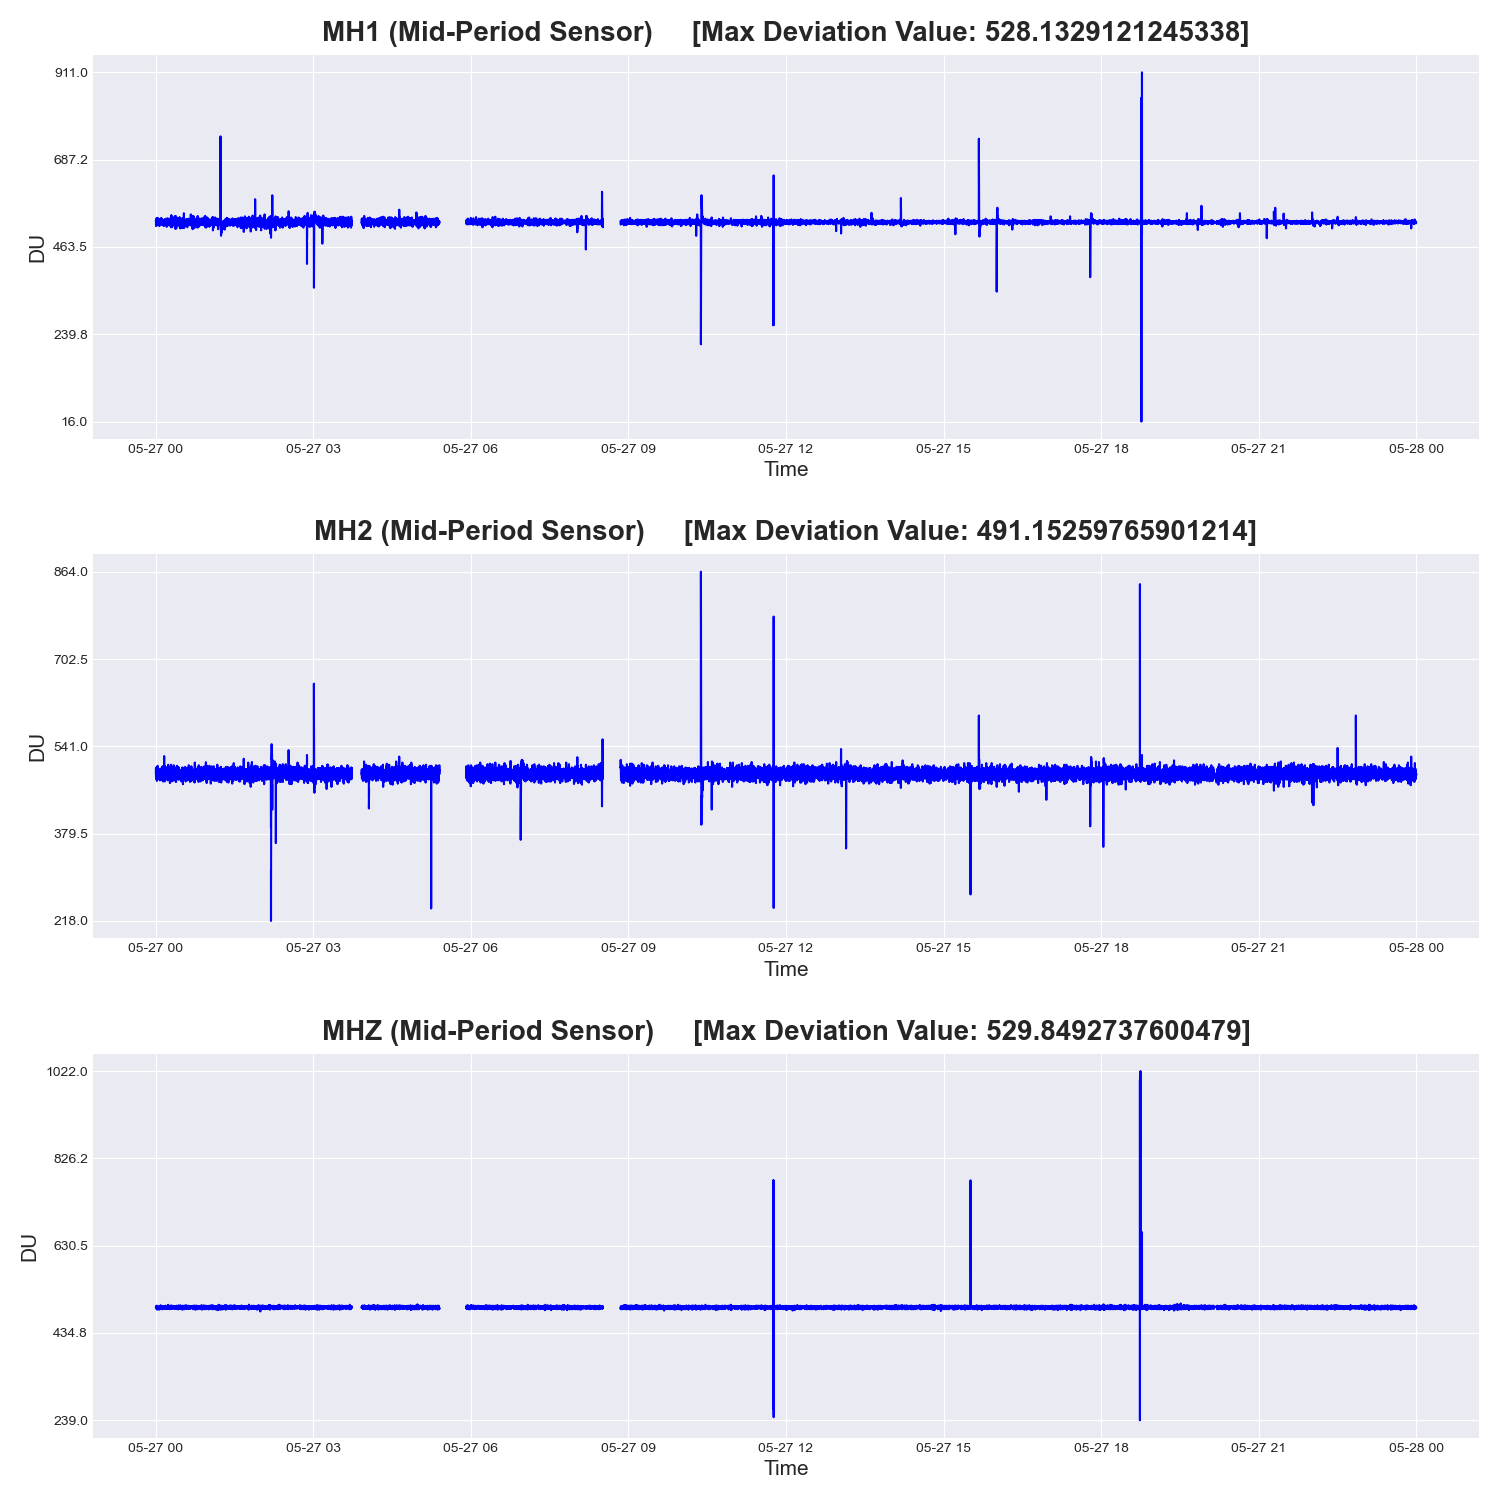 MH1 (Mid-Period Sensor) [Max Deviation Value: 528.1329121245338]
911.0
687.2
463.5
239.8
16.0
DU
05-27 00 05-27 03 05-27 06 05-27 09 05-27 12 05-27 15 05-27 18 05-27 21 05-28 00
Time
MH2 (Mid-Period Sensor) [Max Deviation Value: 491.15259765901214]
864.0
702.5
541.0
379.5
218.0
DU
05-27 00 05-27 03 05-27 06 05-27 09 05-27 12 05-27 15 05-27 18 05-27 21 05-28 00
Time
MHZ (Mid-Period Sensor) [Max Deviation Value: 529.8492737600479]
1022.0
826.2
630.5
434.8
239.0
DU
05-27 00 05-27 03 05-27 06 05-27 09 05-27 12 05-27 15 05-27 18 05-27 21 05-28 00
Time